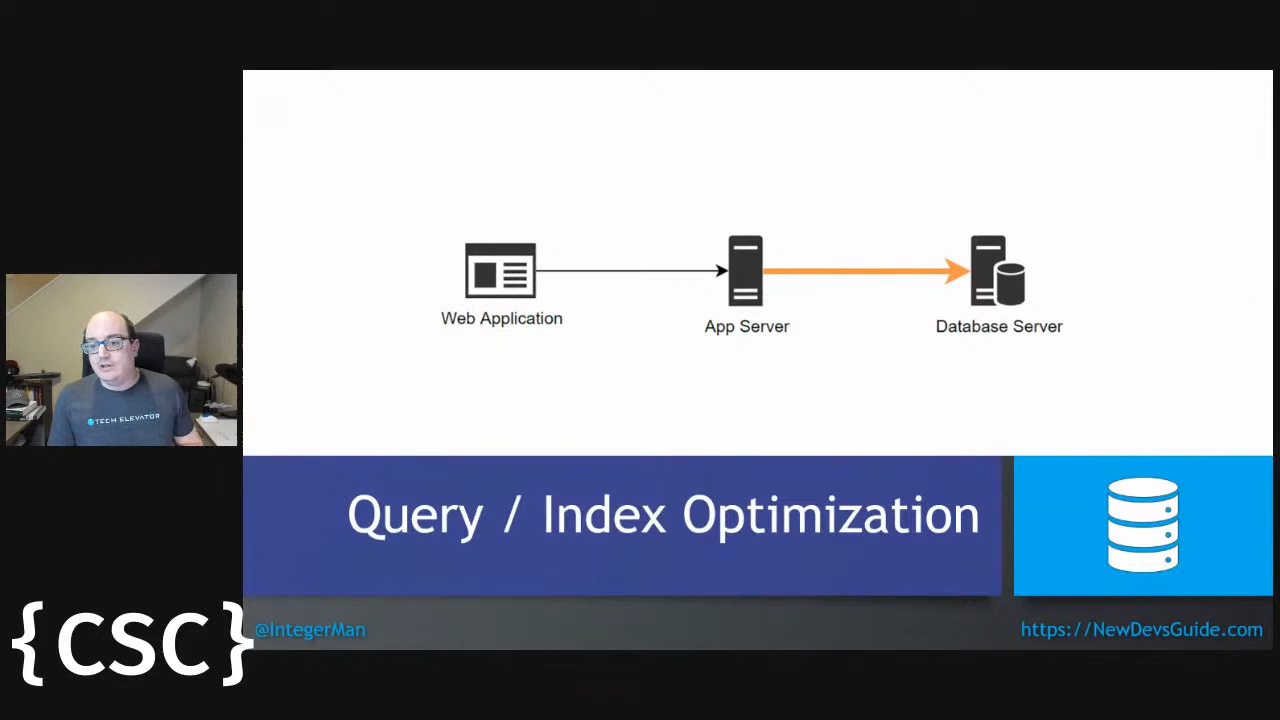 Web Application
App Server
Database Server
TECH ELEVATOR
Query / Index Optimization
{CSC}
@IntegerMan
https://NewDevsGuide.com